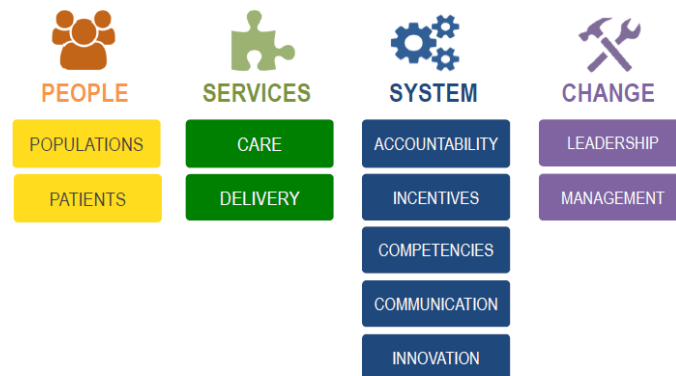 PEOPLE
SERVICES
SYSTEM
CHANGE
POPULATIONS
CARE
ACCOUNTABILITY
LEADERSHIP
PATIENTS
DELIVERY
INCENTIVES
MANAGEMENT
COMPETENCIES
COMMUNICATION
INNOVATION